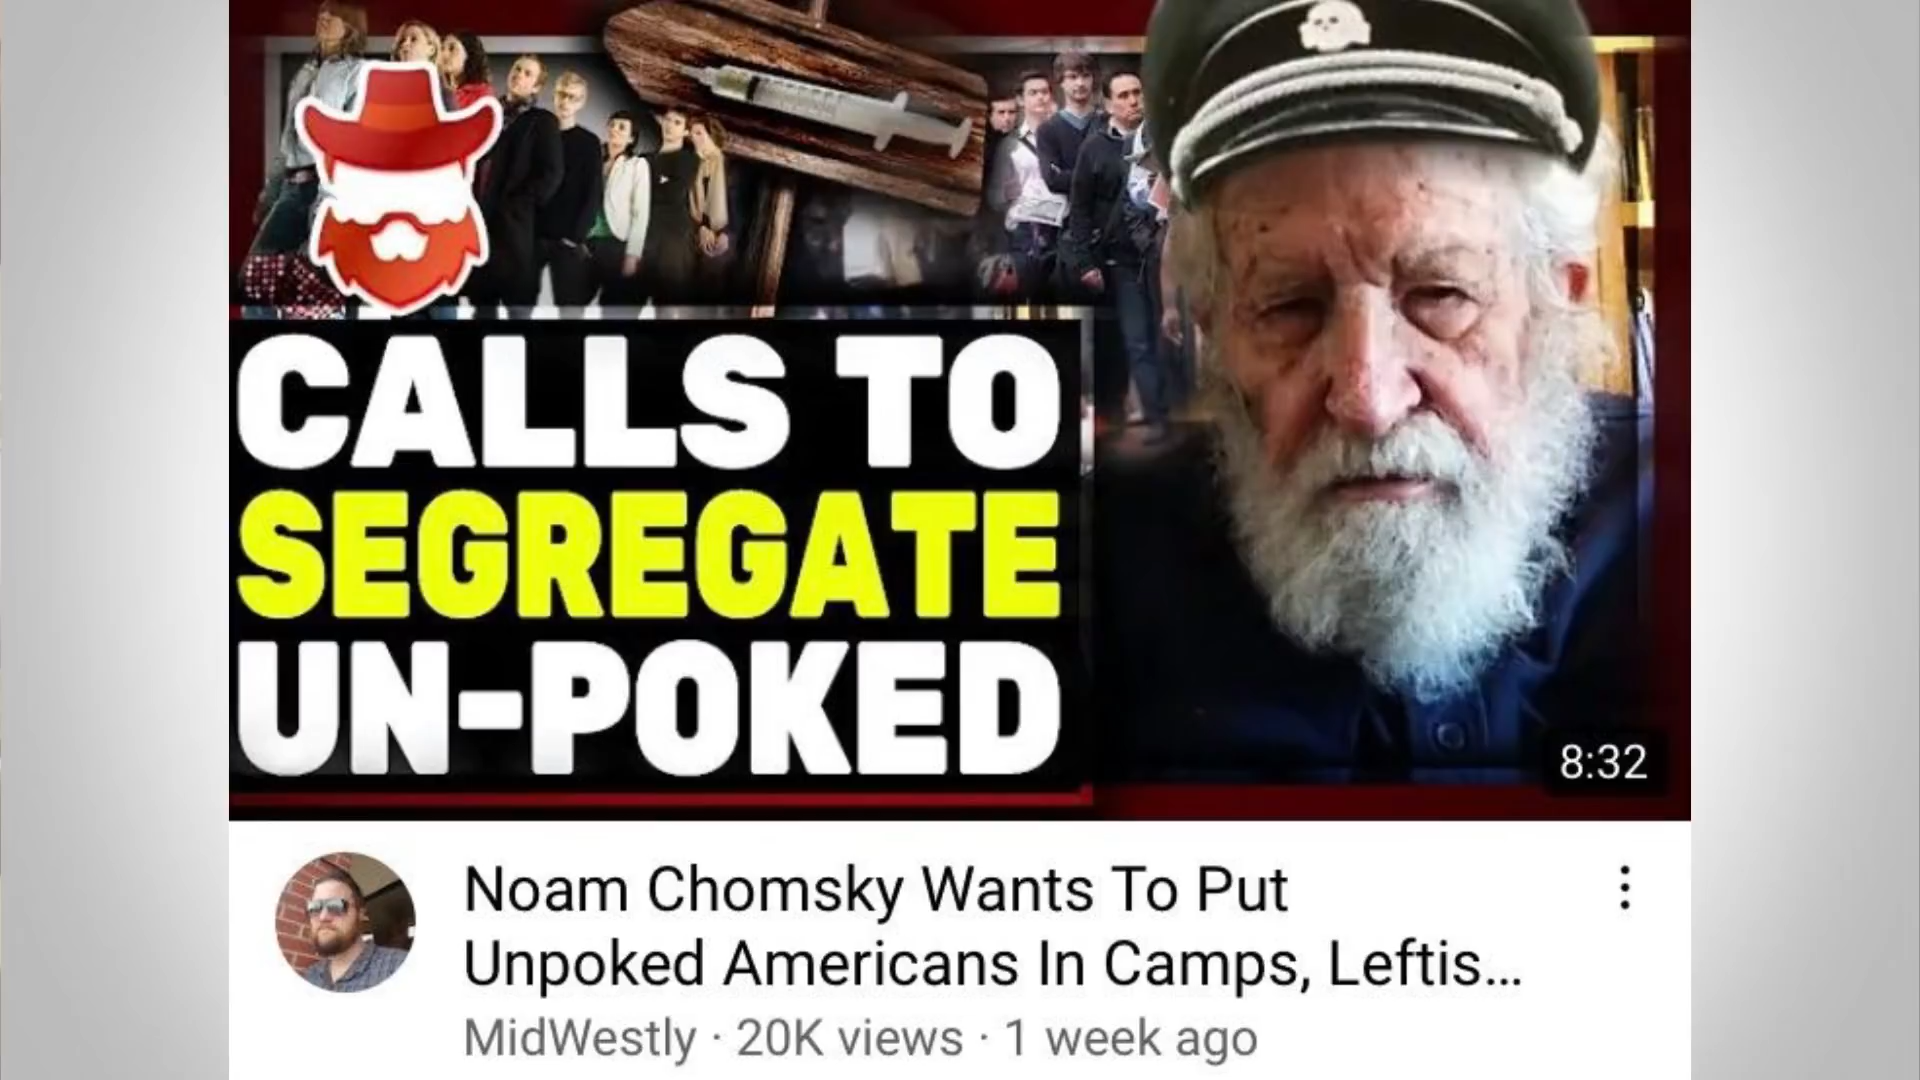 CALLS TO
SEGREGATE
UN-POKED
8:32
Noam Chomsky Wants To Put
Unpoked Americans In Camps, Leftis...
MidWestly · 20K views · 1 week ago